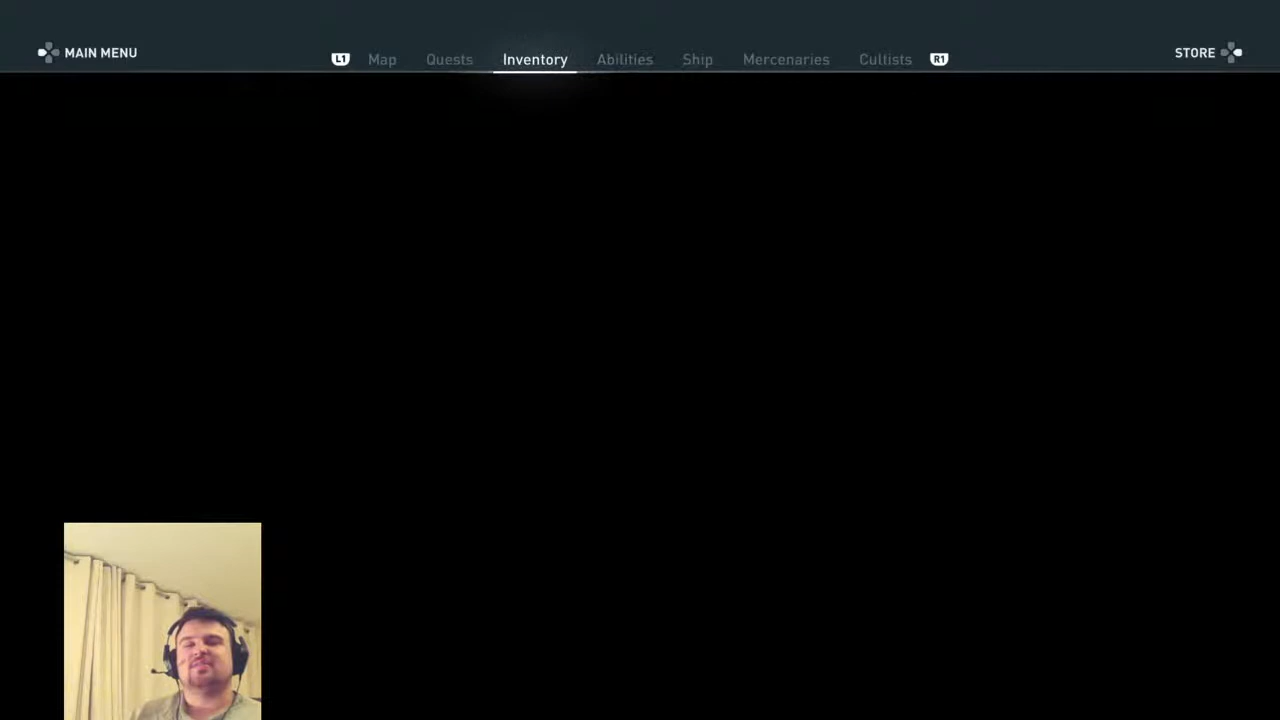 MAIN MENU
L1 Map Quests Inventory Abilities Ship Mercenaries Cultists R1
STORE